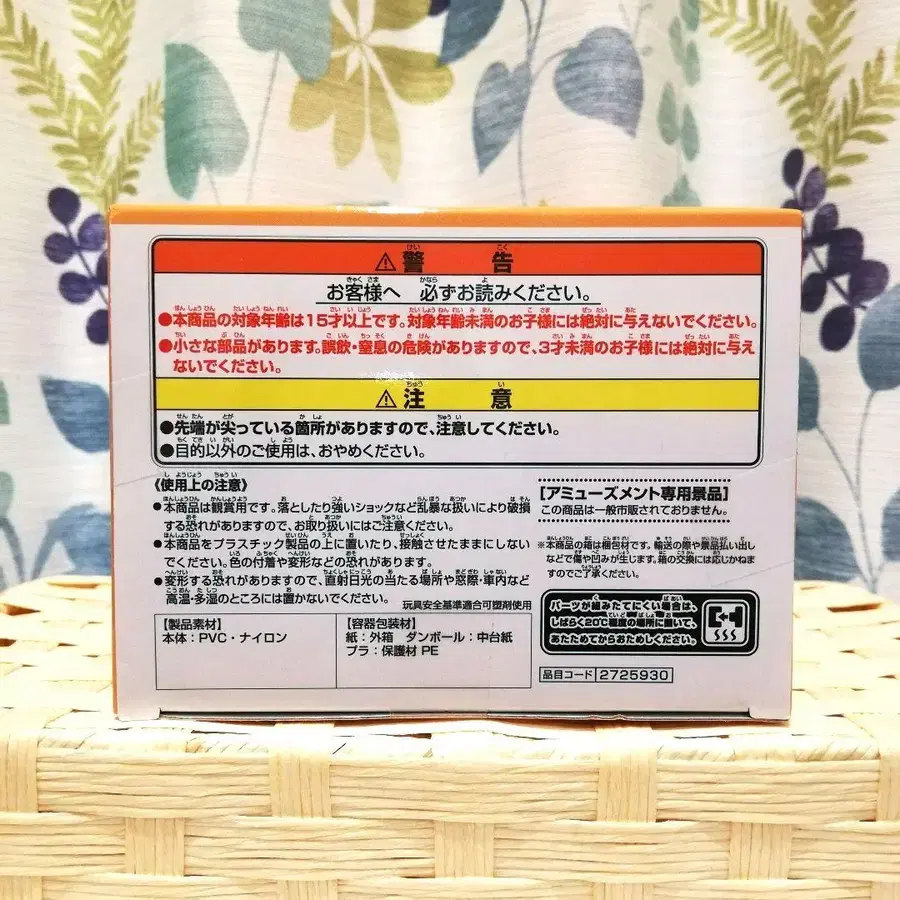 ⚠警告
お客様へ 必ずお読みください。
●本商品の対象年齢は15才以上です。対象年齢未満のお子様には絶対に与えないでください。
●小さな部品があります。誤飲・窒息の危険がありますので、3才未満のお子様には絶対に与え
ないでください。
⚠注意
●先端が尖っている箇所がありますので、注意してください。
●目的以外のご使用は、おやめください。
《使用上の注意》
●本商品は観賞用です。落としたり強いショックなど乱暴な扱いにより破損
する恐れがありますので、お取り扱いにはご注意ください。
●本商品をプラスチック製品の上に置いたり、接触させたままにしない
でください。色の付着や変形などの恐れがあります。
●変形する恐れがありますので、直射日光の当たる場所や窓際・車内など
高温・多湿のところには置かないでください。
玩具安全基準適合可塑剤使用
【製品素材】
本体:PVC・ナイロン
【容器包装材】
紙:外箱 ダンボール:中台紙
プラ:保護材 PE
[アミューズメント専用景品]
この商品は一般市販されておりません。
※本商品の箱は梱包材です。輸送の際や景品払い出し
などで傷や凹みが生じます。箱の交換には応じかねま
すのでご了承ください。
パーツが組みたてにくい場合は、
しばらく20℃程度の場所に置いて、
あたためてからおためしください。
品目コード 2725930